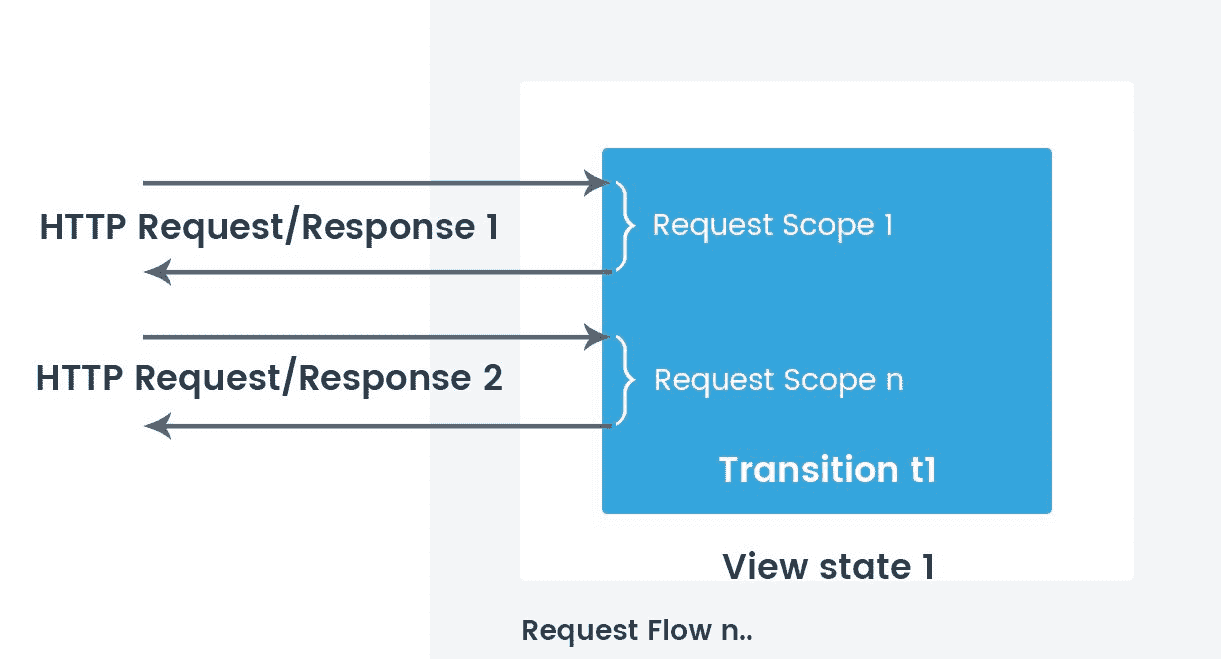 HTTP Request/Response 1
Request Scope 1
HTTP Request/Response 2
Request Scope n
Transition t1
View state 1
Request Flow n..